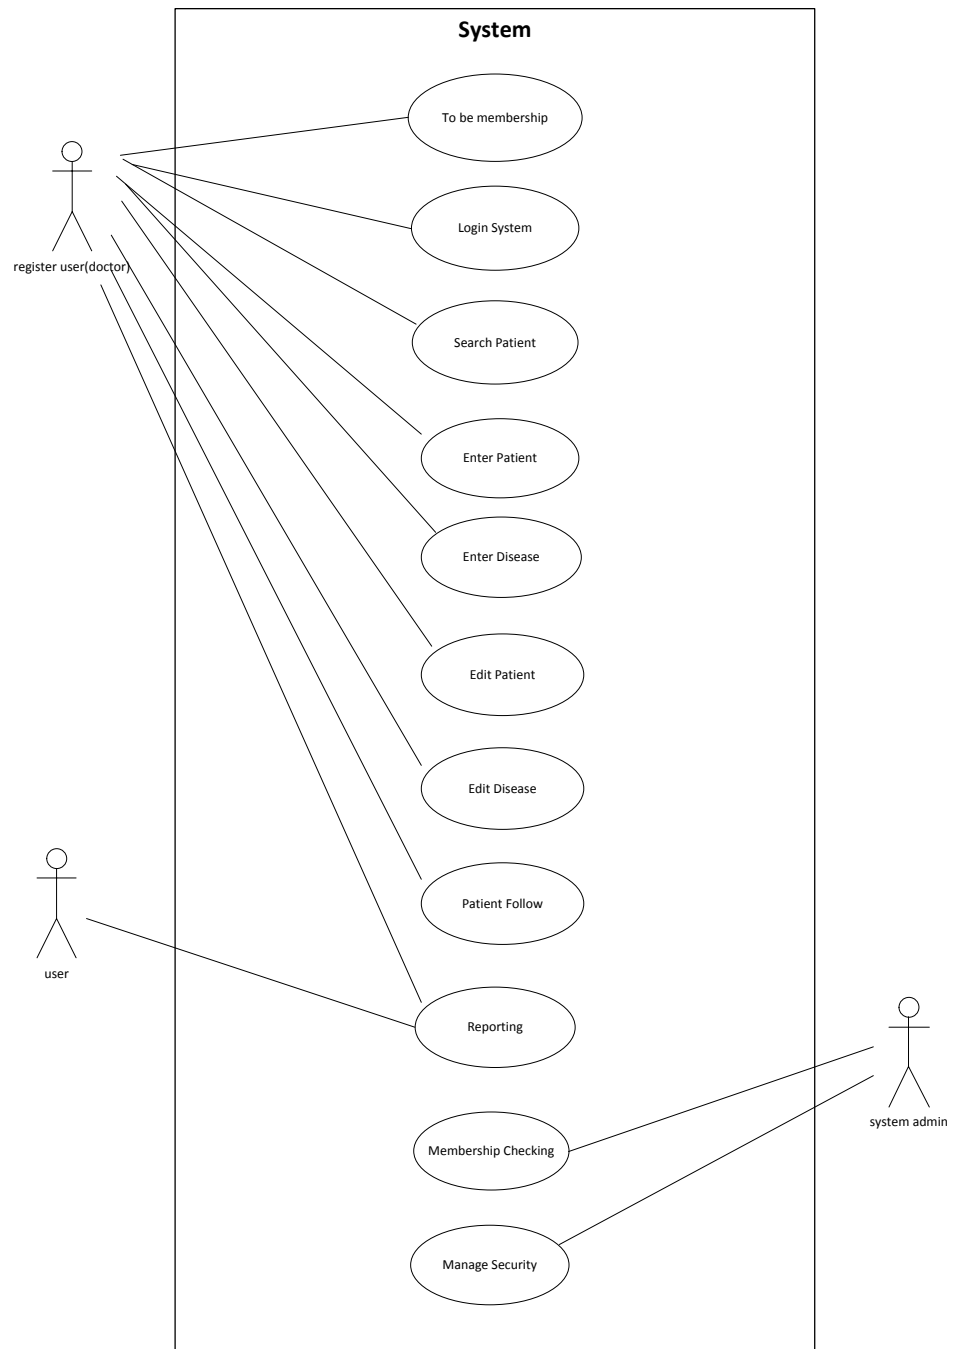 System
To be membership
register user(doctor)
Login System
Search Patient
Enter Patient
Enter Disease
Edit Patient
Edit Disease
Patient Follow
user
Reporting
system admin
Membership Checking
Manage Security